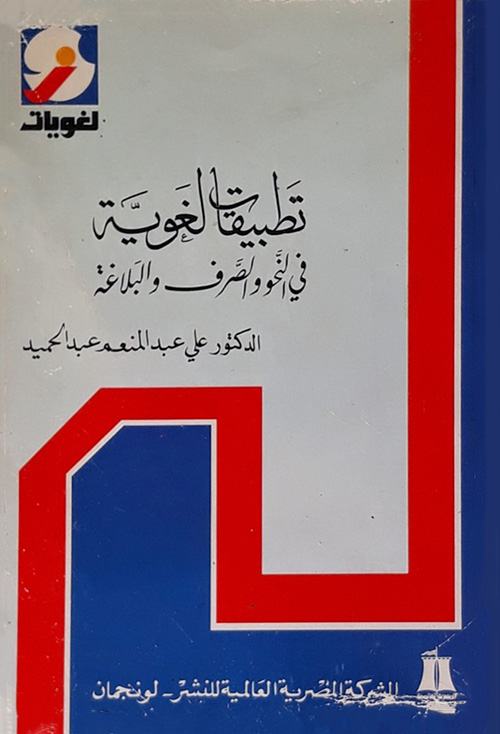 لغويات
تطبيقات لغوية
في النحو والصرف والبلاغة
الدكتور علي عبد المنعم عبد الحميد
الشركة المصرية العالمية للنشر - لونجمان